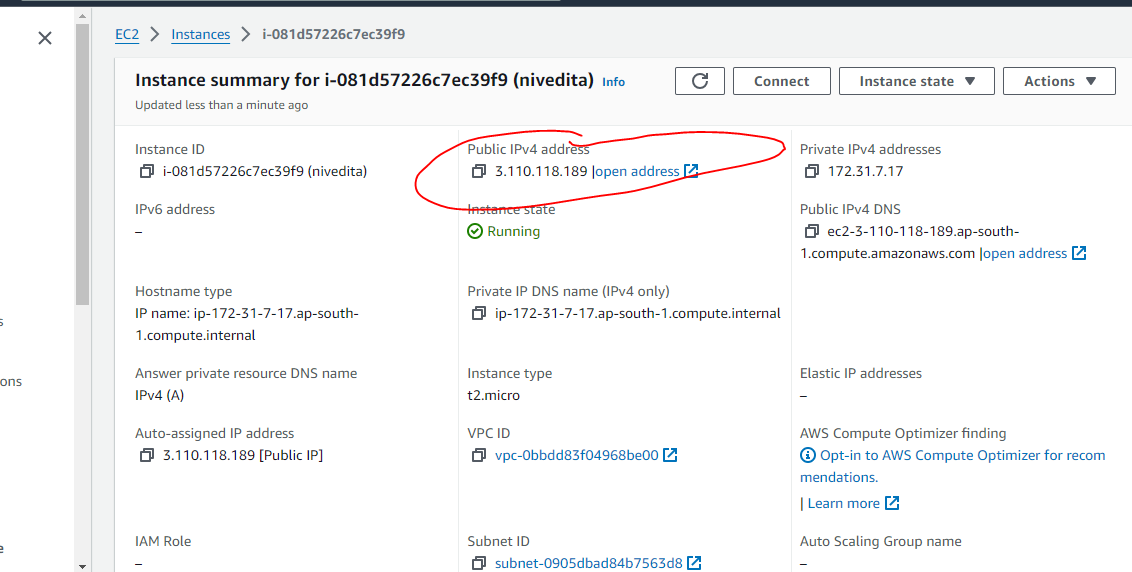 EC2 > Instances > i-081d57226c7ec39f9
Instance summary for i-081d57226c7ec39f9 (nivedita) Info
Connect
Instance state
Actions
Updated less than a minute ago
Instance ID
i-081d57226c7ec39f9 (nivedita)
Public IPv4 address
3.110.118.189 |open address
Private IPv4 addresses
172.31.7.17
IPv6 address
–
Instance state
Running
Public IPv4 DNS
ec2-3-110-118-189.ap-south-
1.compute.amazonaws.com |open address
Hostname type
IP name: ip-172-31-7-17.ap-south-
1.compute.internal
Private IP DNS name (IPv4 only)
ip-172-31-7-17.ap-south-1.compute.internal
Answer private resource DNS name
IPv4 (A)
Instance type
t2.micro
Elastic IP addresses
–
Auto-assigned IP address
3.110.118.189 [Public IP]
VPC ID
vpc-0bbdd83f04968be00
AWS Compute Optimizer finding
Opt-in to AWS Compute Optimizer for recom
mendations.
| Learn more
IAM Role
–
Subnet ID
subnet-0905dbad84b7563d8
Auto Scaling Group name
–
s
ons
e